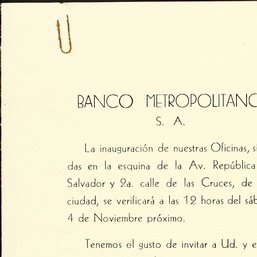 BANCO METROPOLITANO
S. A.
La inauguración de nuestras Oficinas, si
das en la esquina de la Av. República
Salvador y 2a. calle de las Cruces, de
ciudad, se verificará a las 12 horas del sáb
4 de Noviembre próximo.
Tenemos el gusto de invitar a Ud. y e